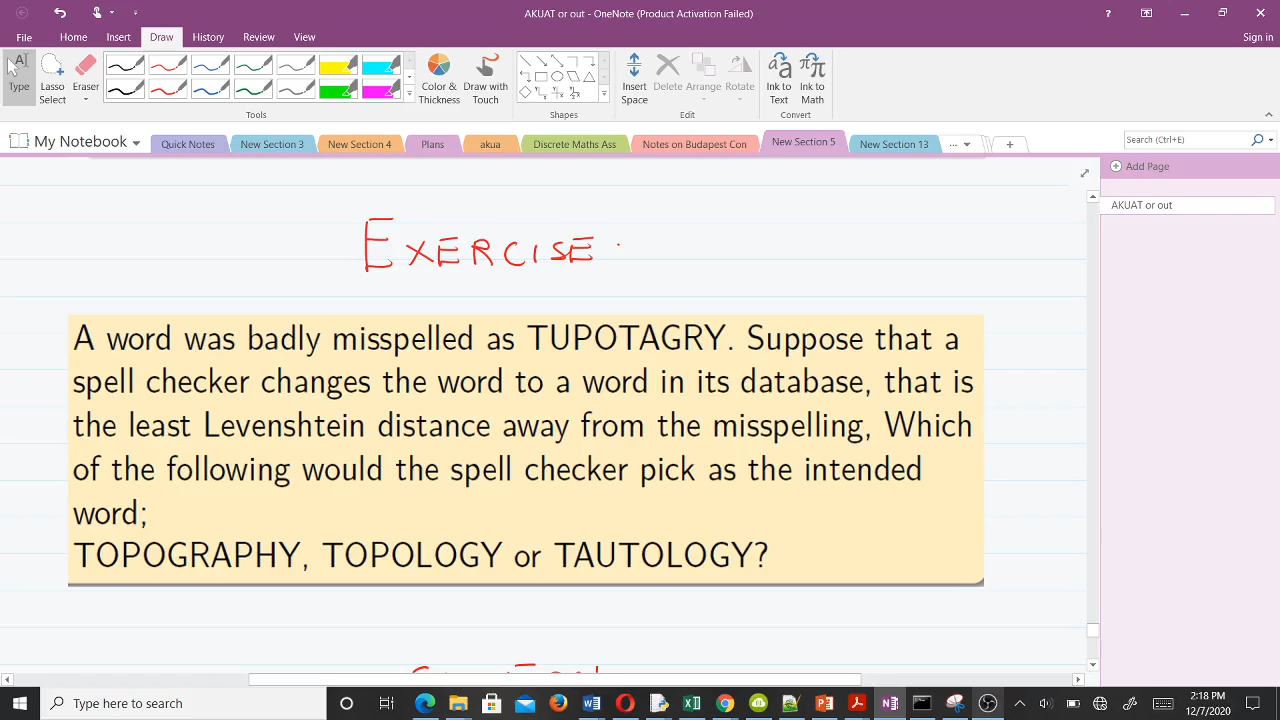 AKUAT or out - OneNote (Product Activation Failed)
File Home Insert Draw History Review View Sign in
Type Lasso Select Eraser Color & Thickness Draw with Touch Insert Space Delete Arrange Rotate Ink to Text Ink to Math
Tools Shapes Edit Convert
My Notebook Quick Notes New Section 3 New Section 4 Plans akua Discrete Maths Ass Notes on Budapest Con New Section 5 New Section 13 ... + Search (Ctrl+E)
Add Page
AKUAT or out
EXERCISE
A word was badly misspelled as TUPOTAGRY. Suppose that a
spell checker changes the word to a word in its database, that is
the least Levenshtein distance away from the misspelling, Which
of the following would the spell checker pick as the intended
word;
TOPOGRAPHY, TOPOLOGY or TAUTOLOGY?
Type here to search
2:18 PM
12/7/2020